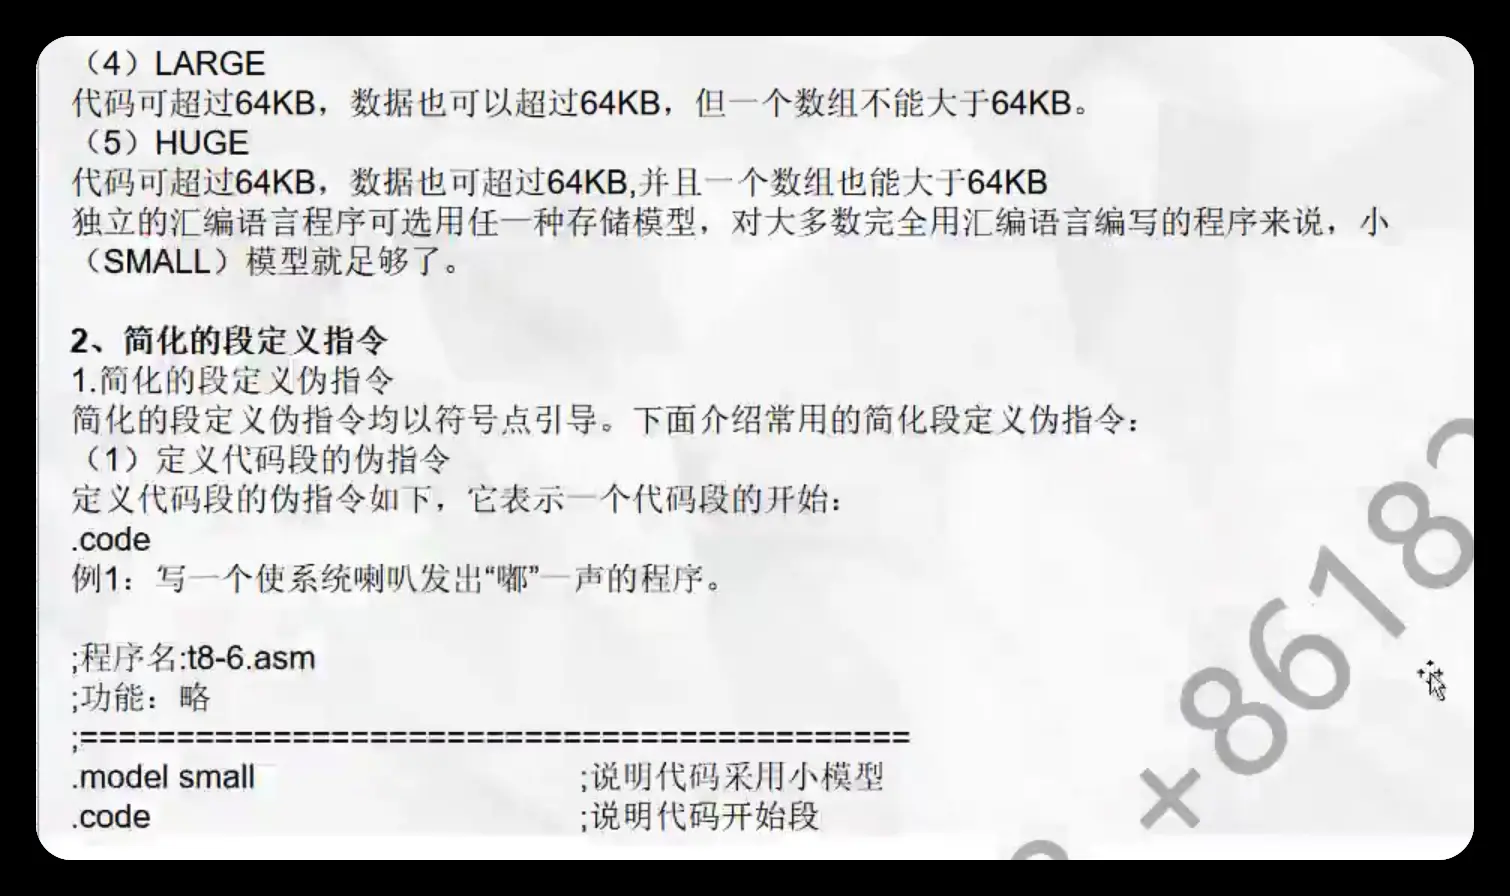 （4）LARGE
代码可超过64KB，数据也可以超过64KB，但一个数组不能大于64KB。
（5）HUGE
代码可超过64KB，数据也可超过64KB,并且一个数组也能大于64KB
独立的汇编语言程序可选用任一种存储模型，对大多数完全用汇编语言编写的程序来说，小
（SMALL）模型就足够了。
2、简化的段定义指令
1.简化的段定义伪指令
简化的段定义伪指令均以符号点引导。下面介绍常用的简化段定义伪指令：
（1）定义代码段的伪指令
定义代码段的伪指令如下，它表示一个代码段的开始：
.code
例1：写一个使系统喇叭发出“嘟”一声的程序。
;程序名:t8-6.asm
;功能：略
;===========================================
.model small ;说明代码采用小模型
.code ;说明代码开始段
×8618